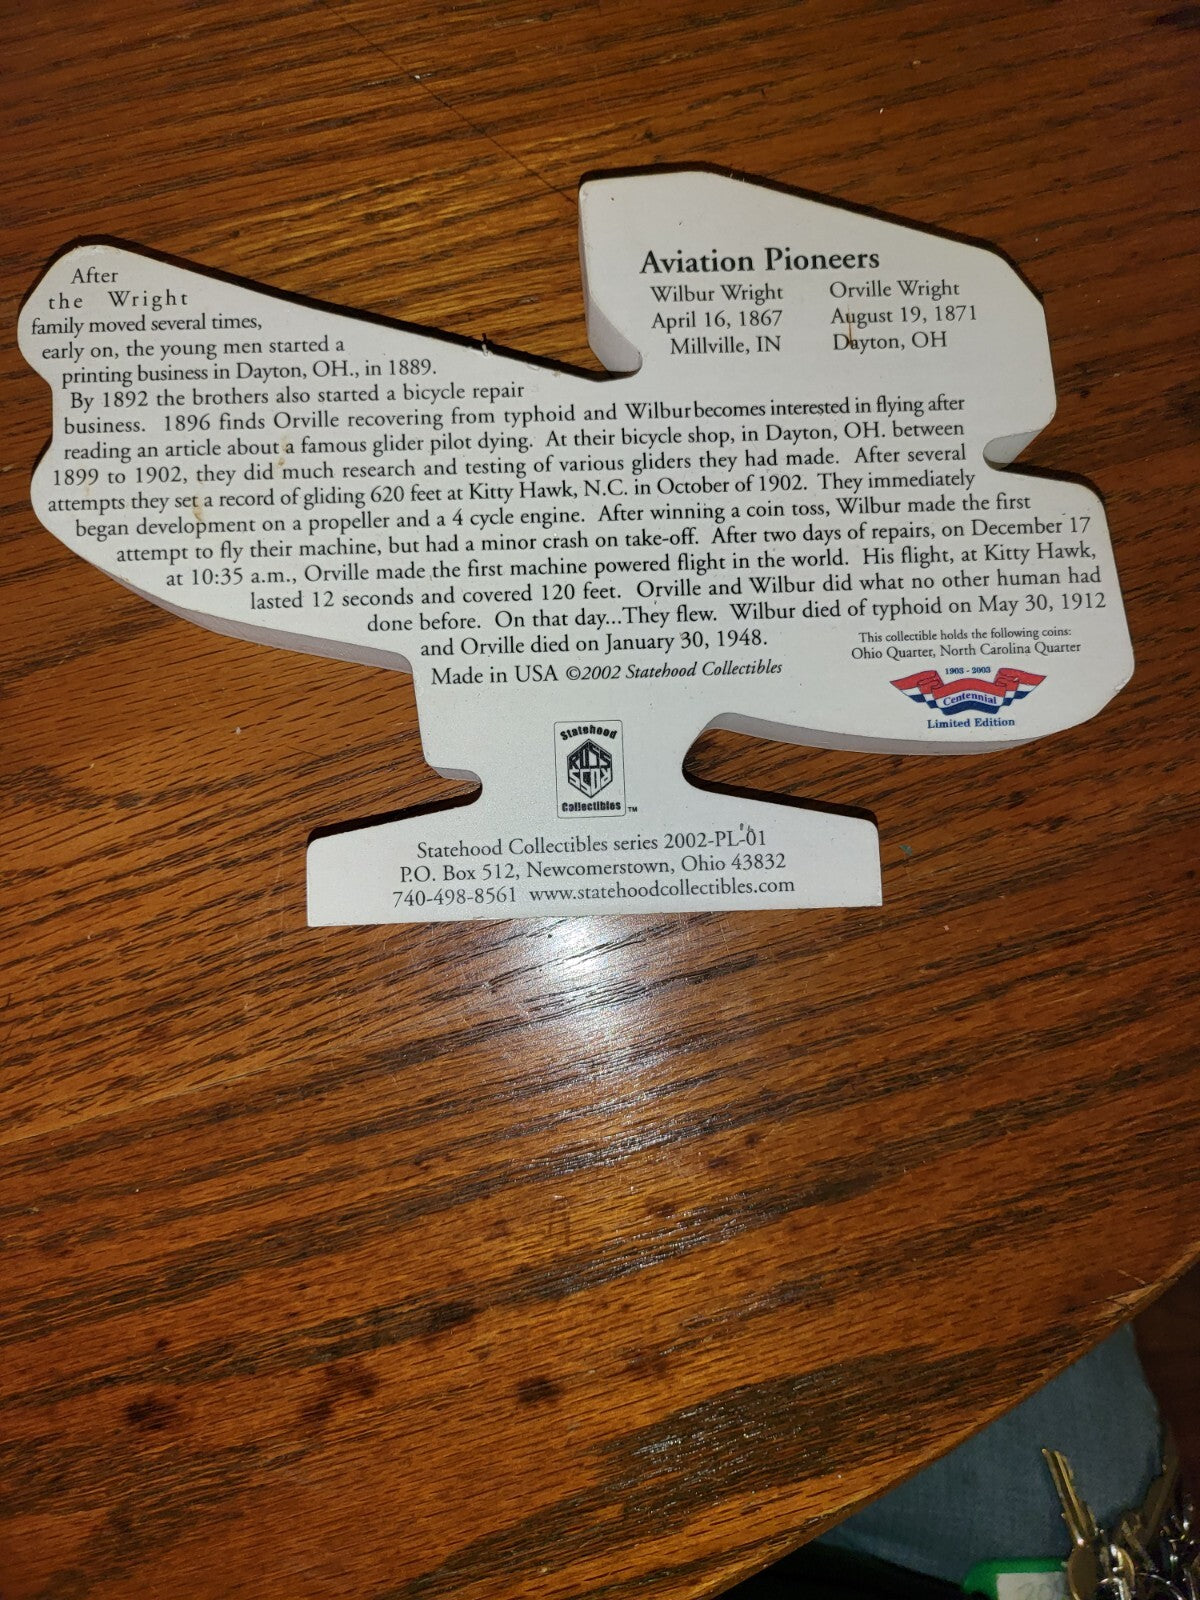 Aviation Pioneers
Wilbur Wright
April 16, 1867
Millville, IN
Orville Wright
August 19, 1871
Dayton, OH
After
the Wright
family moved several times,
early on, the young men started a
printing business in Dayton, OH., in 1889.
By 1892 the brothers also started a bicycle repair
business. 1896 finds Orville recovering from typhoid and Wilbur becomes interested in flying after
reading an article about a famous glider pilot dying. At their bicycle shop, in Dayton, OH. between
1899 to 1902, they did much research and testing of various gliders they had made. After several
attempts they set a record of gliding 620 feet at Kitty Hawk, N.C. in October of 1902. They immediately
began development on a propeller and a 4 cycle engine. After winning a coin toss, Wilbur made the first
attempt to fly their machine, but had a minor crash on take-off. After two days of repairs, on December 17
at 10:35 a.m., Orville made the first machine powered flight in the world. His flight, at Kitty Hawk,
lasted 12 seconds and covered 120 feet. Orville and Wilbur did what no other human had
done before. On that day...They flew. Wilbur died of typhoid on May 30, 1912
and Orville died on January 30, 1948.
Made in USA ©2002 Statehood Collectibles
This collectible holds the following coins:
Ohio Quarter, North Carolina Quarter
1903 - 2003
Centennial
Limited Edition
Statehood
ROSS
Collectibles
TM
Statehood Collectibles series 2002-PL-01
P.O. Box 512, Newcomerstown, Ohio 43832
740-498-8561 www.statehoodcollectibles.com